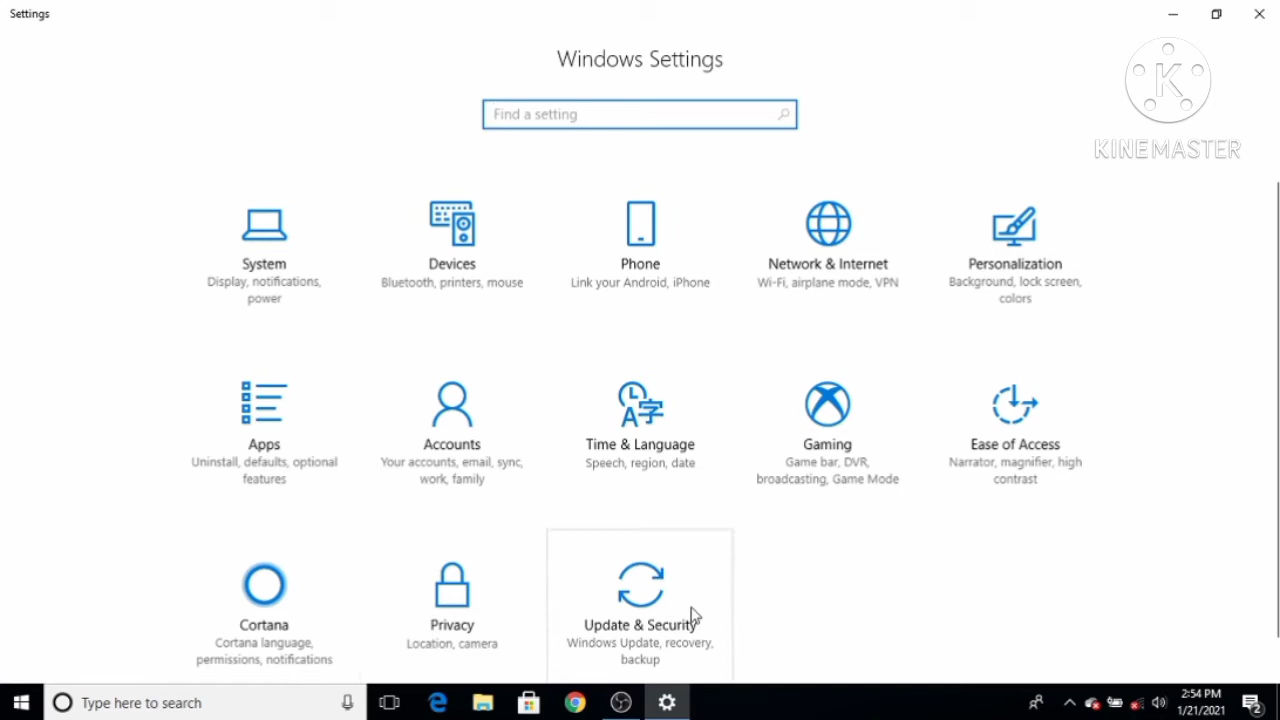 Settings
Windows Settings
KINEMASTER
Find a setting
System
Display, notifications,
power
Devices
Bluetooth, printers, mouse
Phone
Link your Android, iPhone
Network & Internet
Wi-Fi, airplane mode, VPN
Personalization
Background, lock screen,
colors
Apps
Uninstall, defaults, optional
features
Accounts
Your accounts, email, sync,
work, family
Time & Language
Speech, region, date
Gaming
Game bar, DVR,
broadcasting, Game Mode
Ease of Access
Narrator, magnifier, high
contrast
Cortana
Cortana language,
permissions, notifications
Privacy
Location, camera
Update & Security
Windows Update, recovery,
backup
Type here to search
2:54 PM
1/21/2021
2